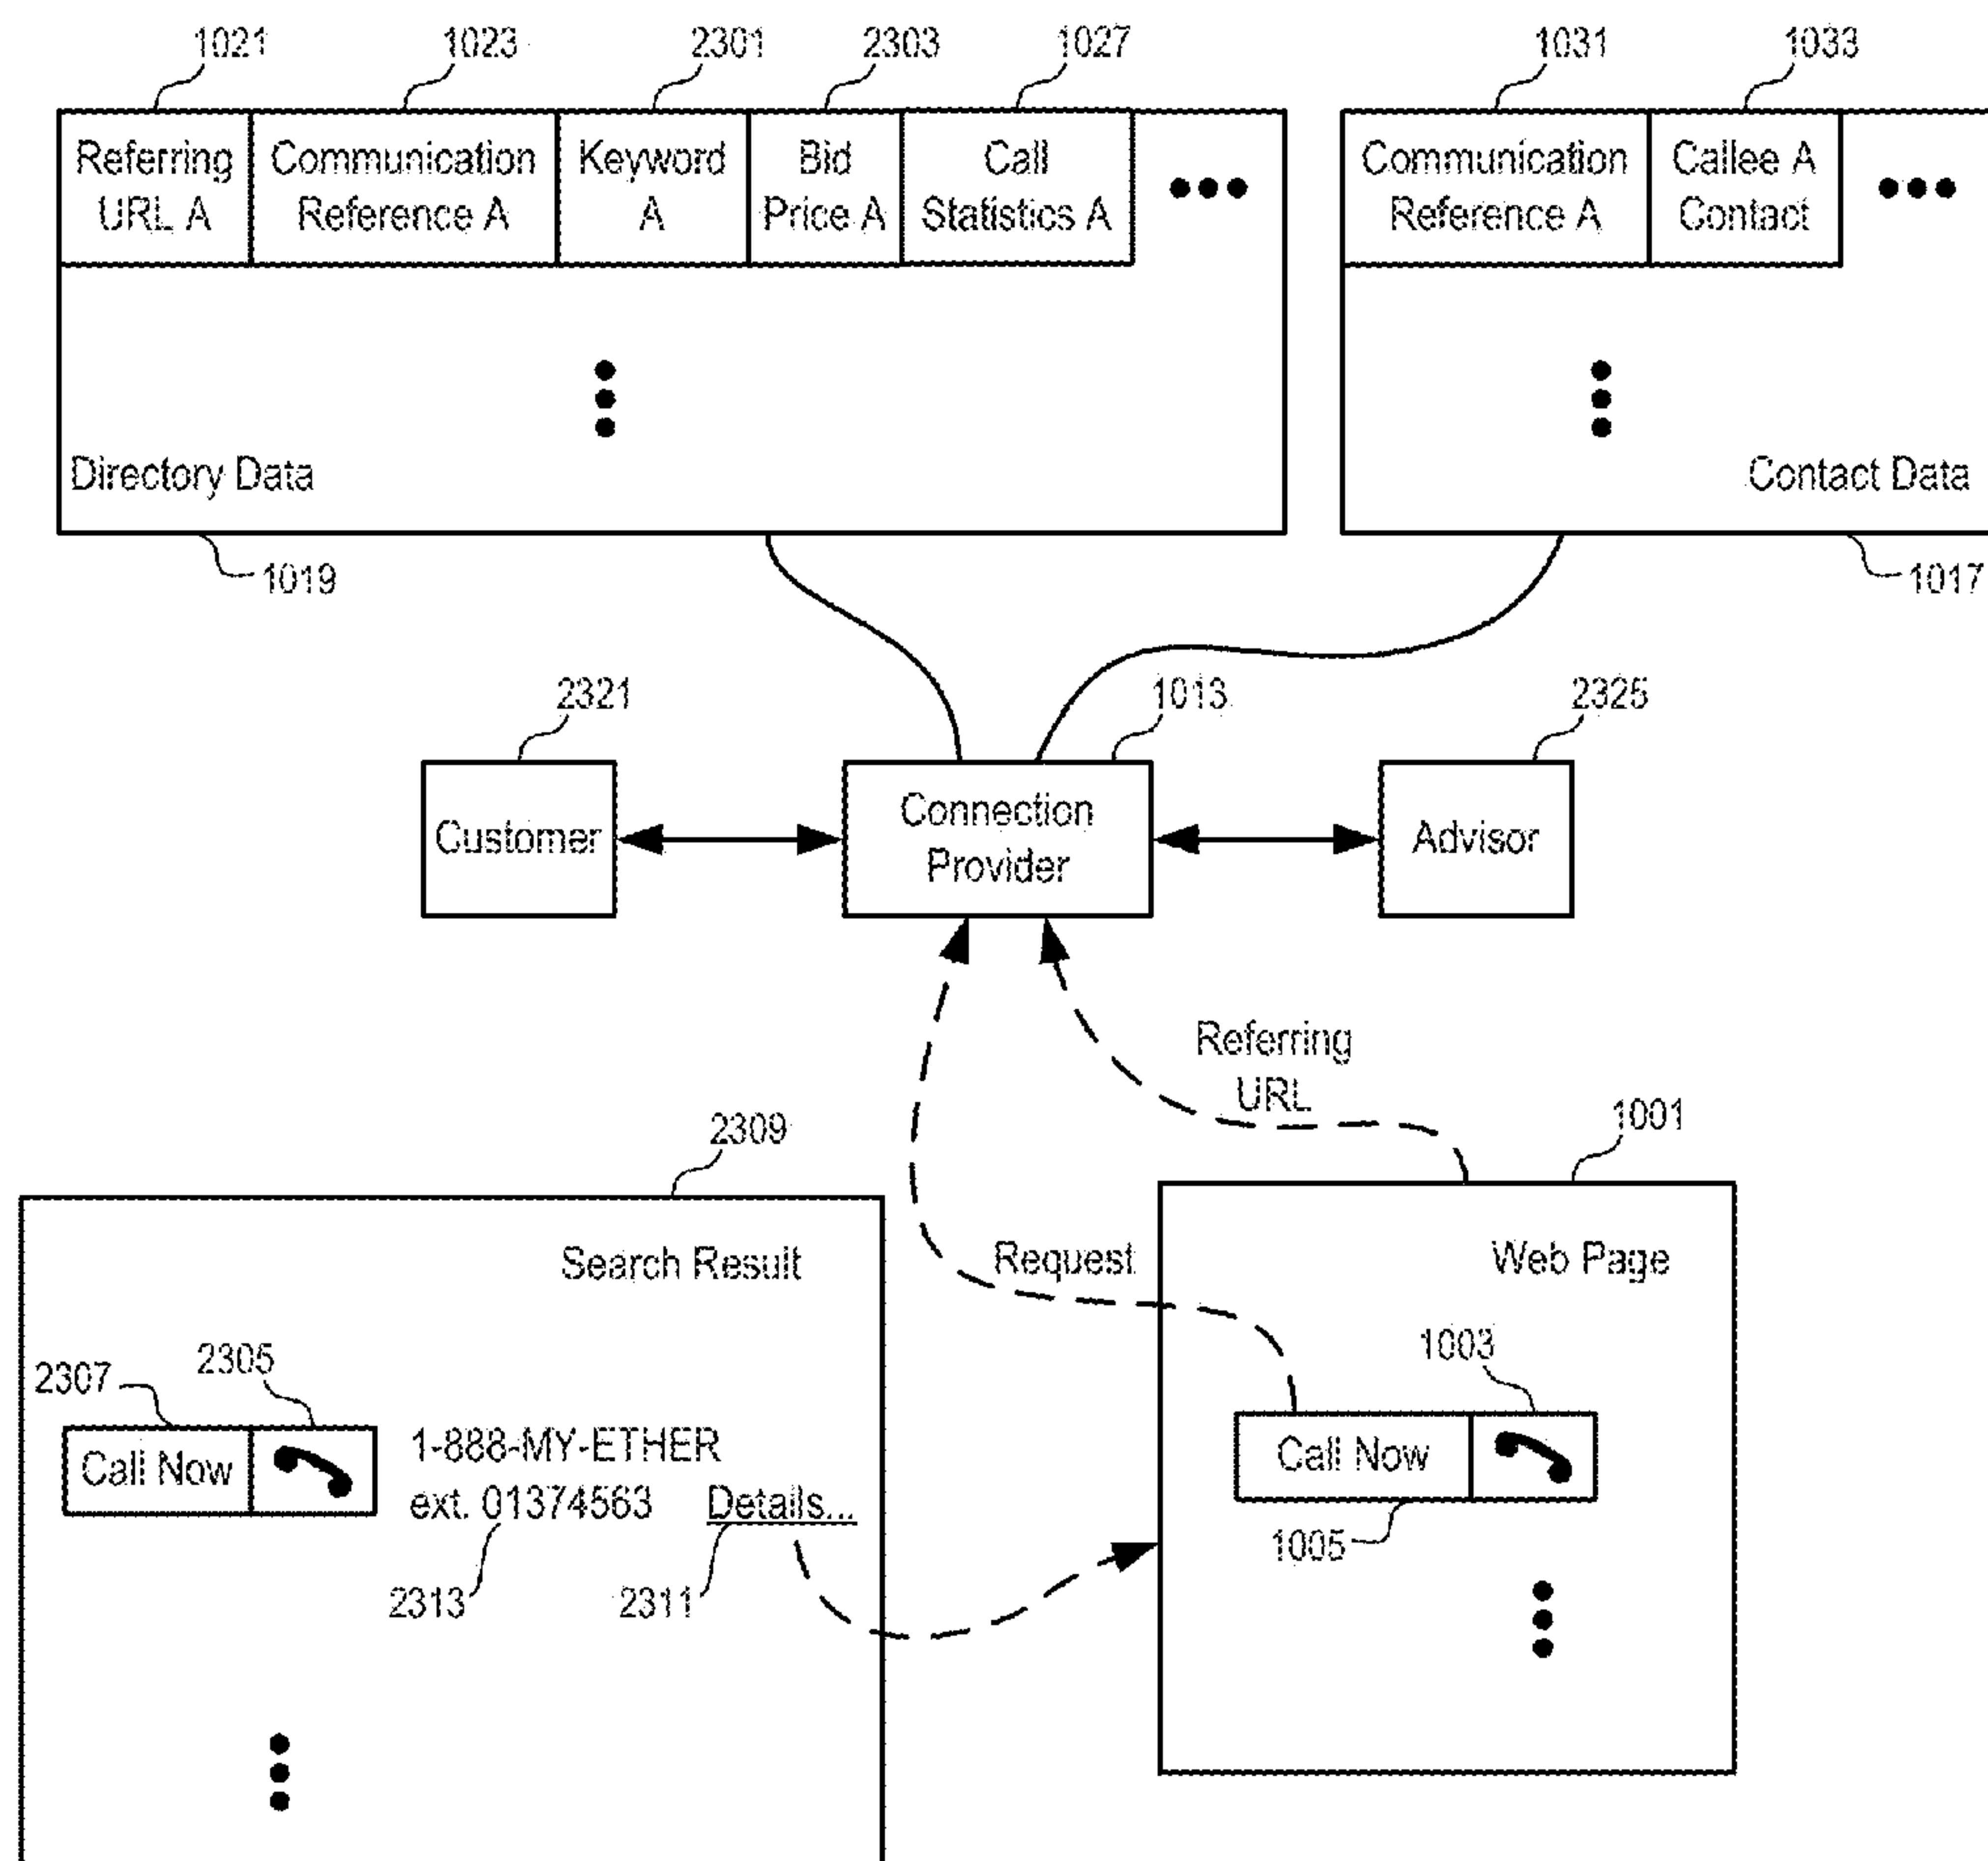 1021
1023
2301
2303
1027
1031
1033
Referring
URL A
Communication
Reference A
Keyword
A
Bid
Price A
Call
Statistics A
Communication
Reference A
Callee A
Contact
Directory Data
Contact Data
1019
1017
2321
1013
2325
Customer
Connection
Provider
Advisor
Referring
URL
2309
1001
Search Result
Request
Web Page
2307
2305
1003
Call Now
1-888-MY-ETHER
ext. 01374563
Details...
Call Now
1005
2313
2311